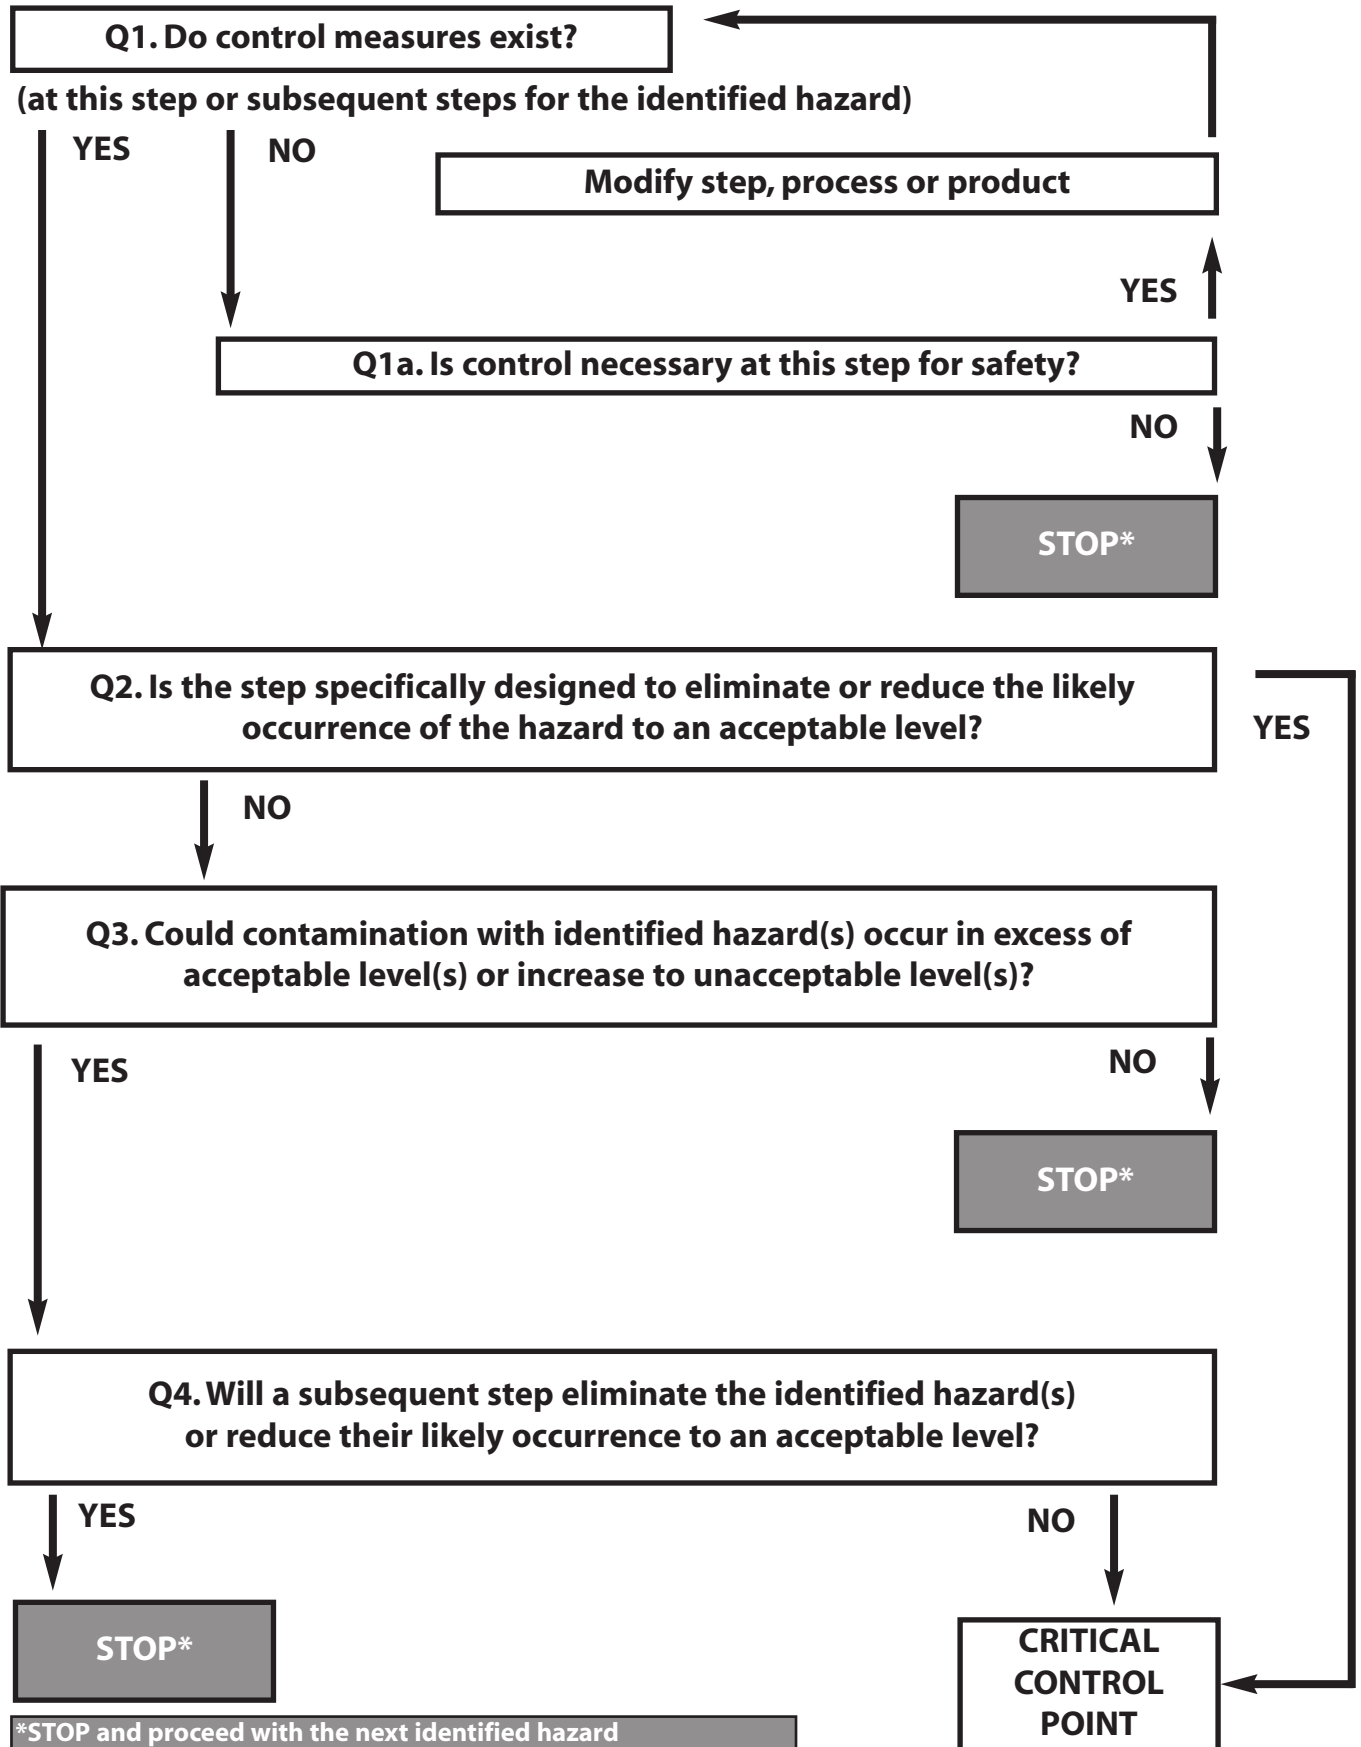 Q1. Do control measures exist?
(at this step or subsequent steps for the identified hazard)
YES
NO
Modify step, process or product
YES
Q1a. Is control necessary at this step for safety?
NO
STOP*
Q2. Is the step specifically designed to eliminate or reduce the likely
occurrence of the hazard to an acceptable level?
YES
NO
Q3. Could contamination with identified hazard(s) occur in excess of
acceptable level(s) or increase to unacceptable level(s)?
YES
NO
STOP*
Q4. Will a subsequent step eliminate the identified hazard(s)
or reduce their likely occurrence to an acceptable level?
YES
NO
STOP*
CRITICAL
CONTROL
POINT
*STOP and proceed with the next identified hazard